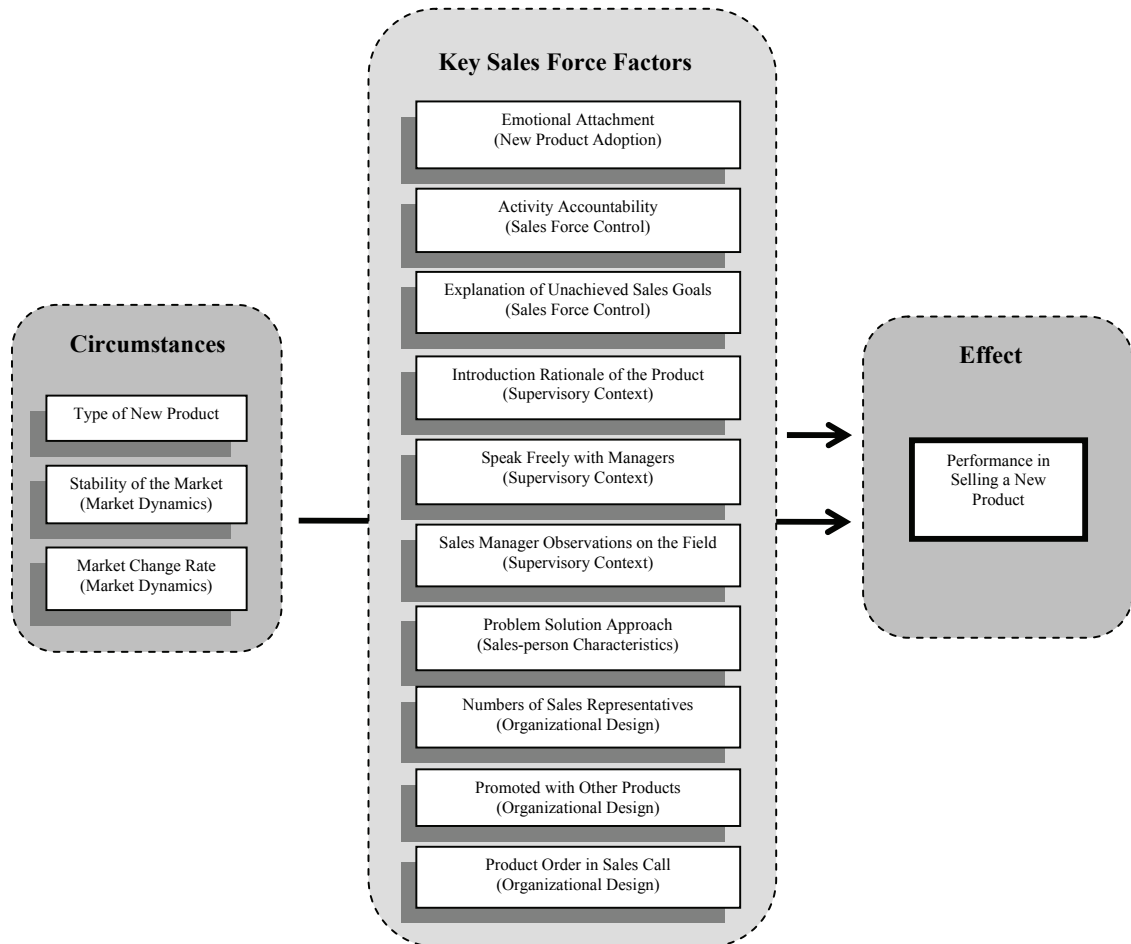 Circumstances
Type of New Product
Stability of the Market
(Market Dynamics)
Market Change Rate
(Market Dynamics)
Key Sales Force Factors
Emotional Attachment
(New Product Adoption)
Activity Accountability
(Sales Force Control)
Explanation of Unachieved Sales Goals
(Sales Force Control)
Introduction Rationale of the Product
(Supervisory Context)
Speak Freely with Managers
(Supervisory Context)
Sales Manager Observations on the Field
(Supervisory Context)
Problem Solution Approach
(Sales-person Characteristics)
Numbers of Sales Representatives
(Organizational Design)
Promoted with Other Products
(Organizational Design)
Product Order in Sales Call
(Organizational Design)
Effect
Performance in
Selling a New
Product